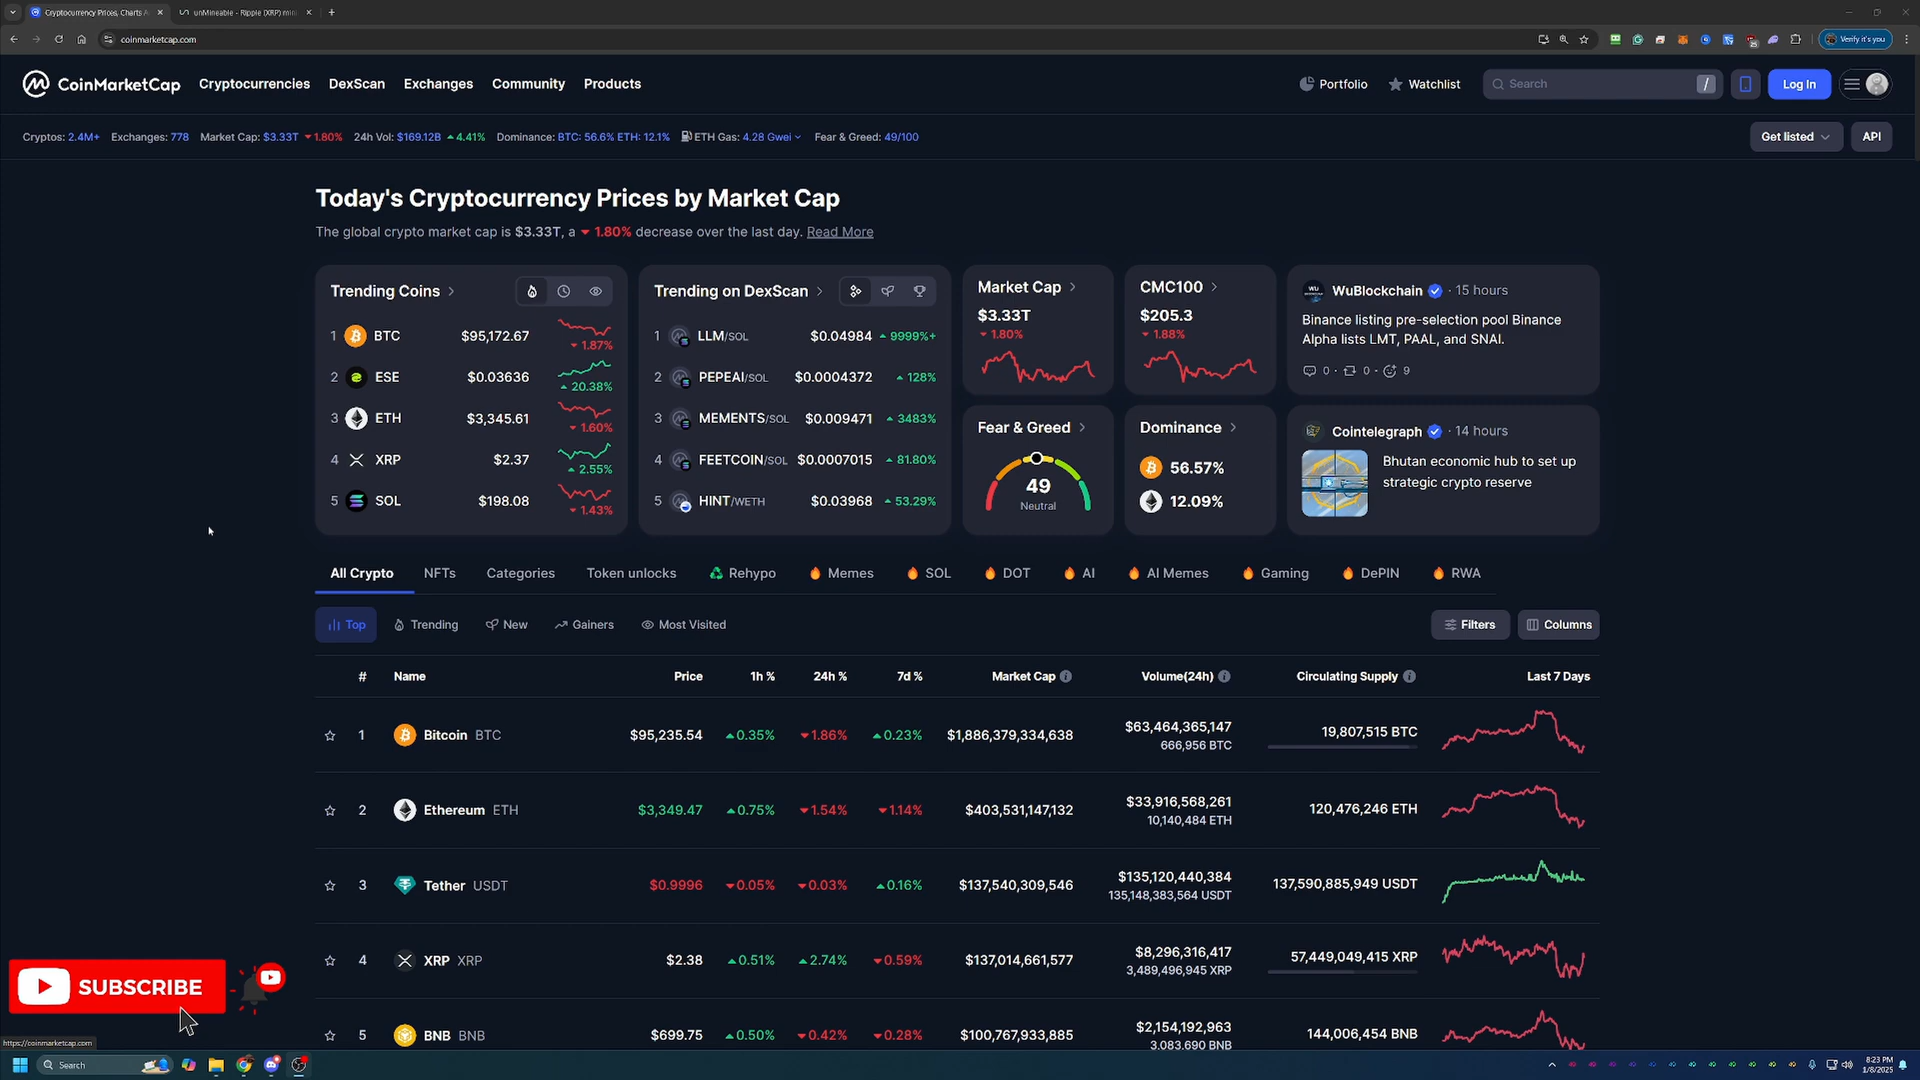 Cryptocurrency Prices, Charts A
unMineable - Ripple (XRP) mini
coinmarketcap.com
Verify it's you
CoinMarketCap
Cryptocurrencies
DexScan
Exchanges
Community
Products
Portfolio
Watchlist
Search
/
Log In
Cryptos: 2.4M+
Exchanges: 778
Market Cap: $3.33T 1.80%
24h Vol: $169.12B 4.41%
Dominance: BTC: 56.6% ETH: 12.1%
ETH Gas: 4.28 Gwei
Fear & Greed: 49/100
Get listed
API
Today's Cryptocurrency Prices by Market Cap
The global crypto market cap is $3.33T, a 1.80% decrease over the last day. Read More
Trending Coins
1 BTC $95,172.67 1.87%
2 ESE $0.03636 20.38%
3 ETH $3,345.61 1.60%
4 XRP $2.37 2.55%
5 SOL $198.08 1.43%
Trending on DexScan
1 LLM/SOL $0.04984 9999%+
2 PEPEAI/SOL $0.0004372 128%
3 MEMENTS/SOL $0.009471 3483%
4 FEETCOIN/SOL $0.0007015 81.80%
5 HINT/WETH $0.03968 53.29%
Market Cap
$3.33T
1.80%
CMC100
$205.3
1.88%
Fear & Greed
49
Neutral
Dominance
56.57%
12.09%
WU
WuBlockchain · 15 hours
Binance listing pre-selection pool Binance
Alpha lists LMT, PAAL, and SNAI.
0 · 0 · 9
Cointelegraph · 14 hours
Bhutan economic hub to set up
strategic crypto reserve
All Crypto
NFTs
Categories
Token unlocks
Rehypo
Memes
SOL
DOT
AI
AI Memes
Gaming
DePIN
RWA
Top
Trending
New
Gainers
Most Visited
Filters
Columns
# Name Price 1h % 24h % 7d % Market Cap Volume(24h) Circulating Supply Last 7 Days
1 Bitcoin BTC $95,235.54 0.35% 1.86% 0.23% $1,886,379,334,638 $63,464,365,147 19,807,515 BTC
666,956 BTC
2 Ethereum ETH $3,349.47 0.75% 1.54% 1.14% $403,531,147,132 $33,916,568,261 120,476,246 ETH
10,140,484 ETH
3 Tether USDT $0.9996 0.05% 0.03% 0.16% $137,540,309,546 $135,120,440,384 137,590,885,949 USDT
135,148,383,564 USDT
4 XRP XRP $2.38 0.51% 2.74% 0.59% $137,014,661,577 $8,296,316,417 57,449,049,415 XRP
3,489,496,945 XRP
5 BNB BNB $699.75 0.50% 0.42% 0.28% $100,767,933,885 $2,154,192,963 144,006,454 BNB
3,083,690 BNB
SUBSCRIBE
https://coinmarketcap.com
Search
8:23 PM
1/8/2025